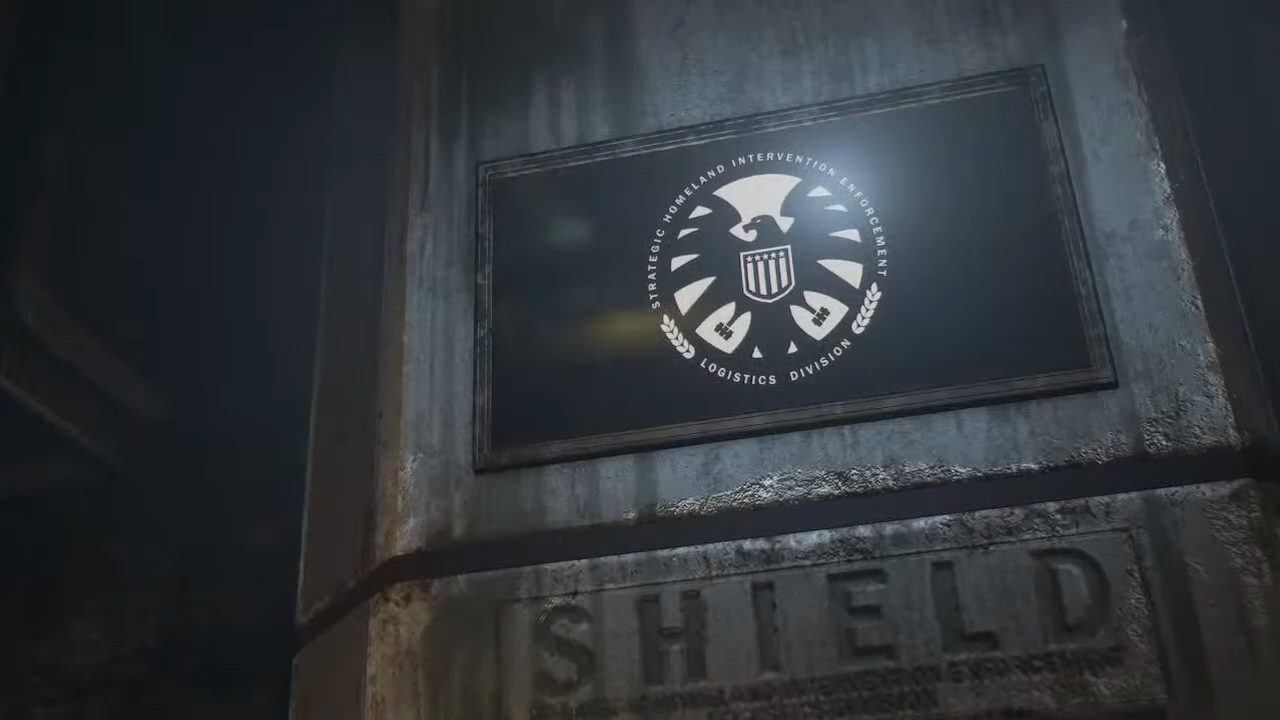 STRATEGIC HOMELAND INTERVENTION ENFORCEMENT
LOGISTICS DIVISION
SHIELD